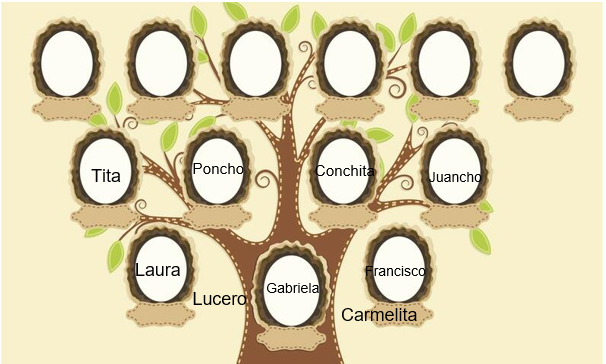 Tita
Poncho
Conchita
Juancho
Laura
Francisco
Lucero
Gabriela
Carmelita